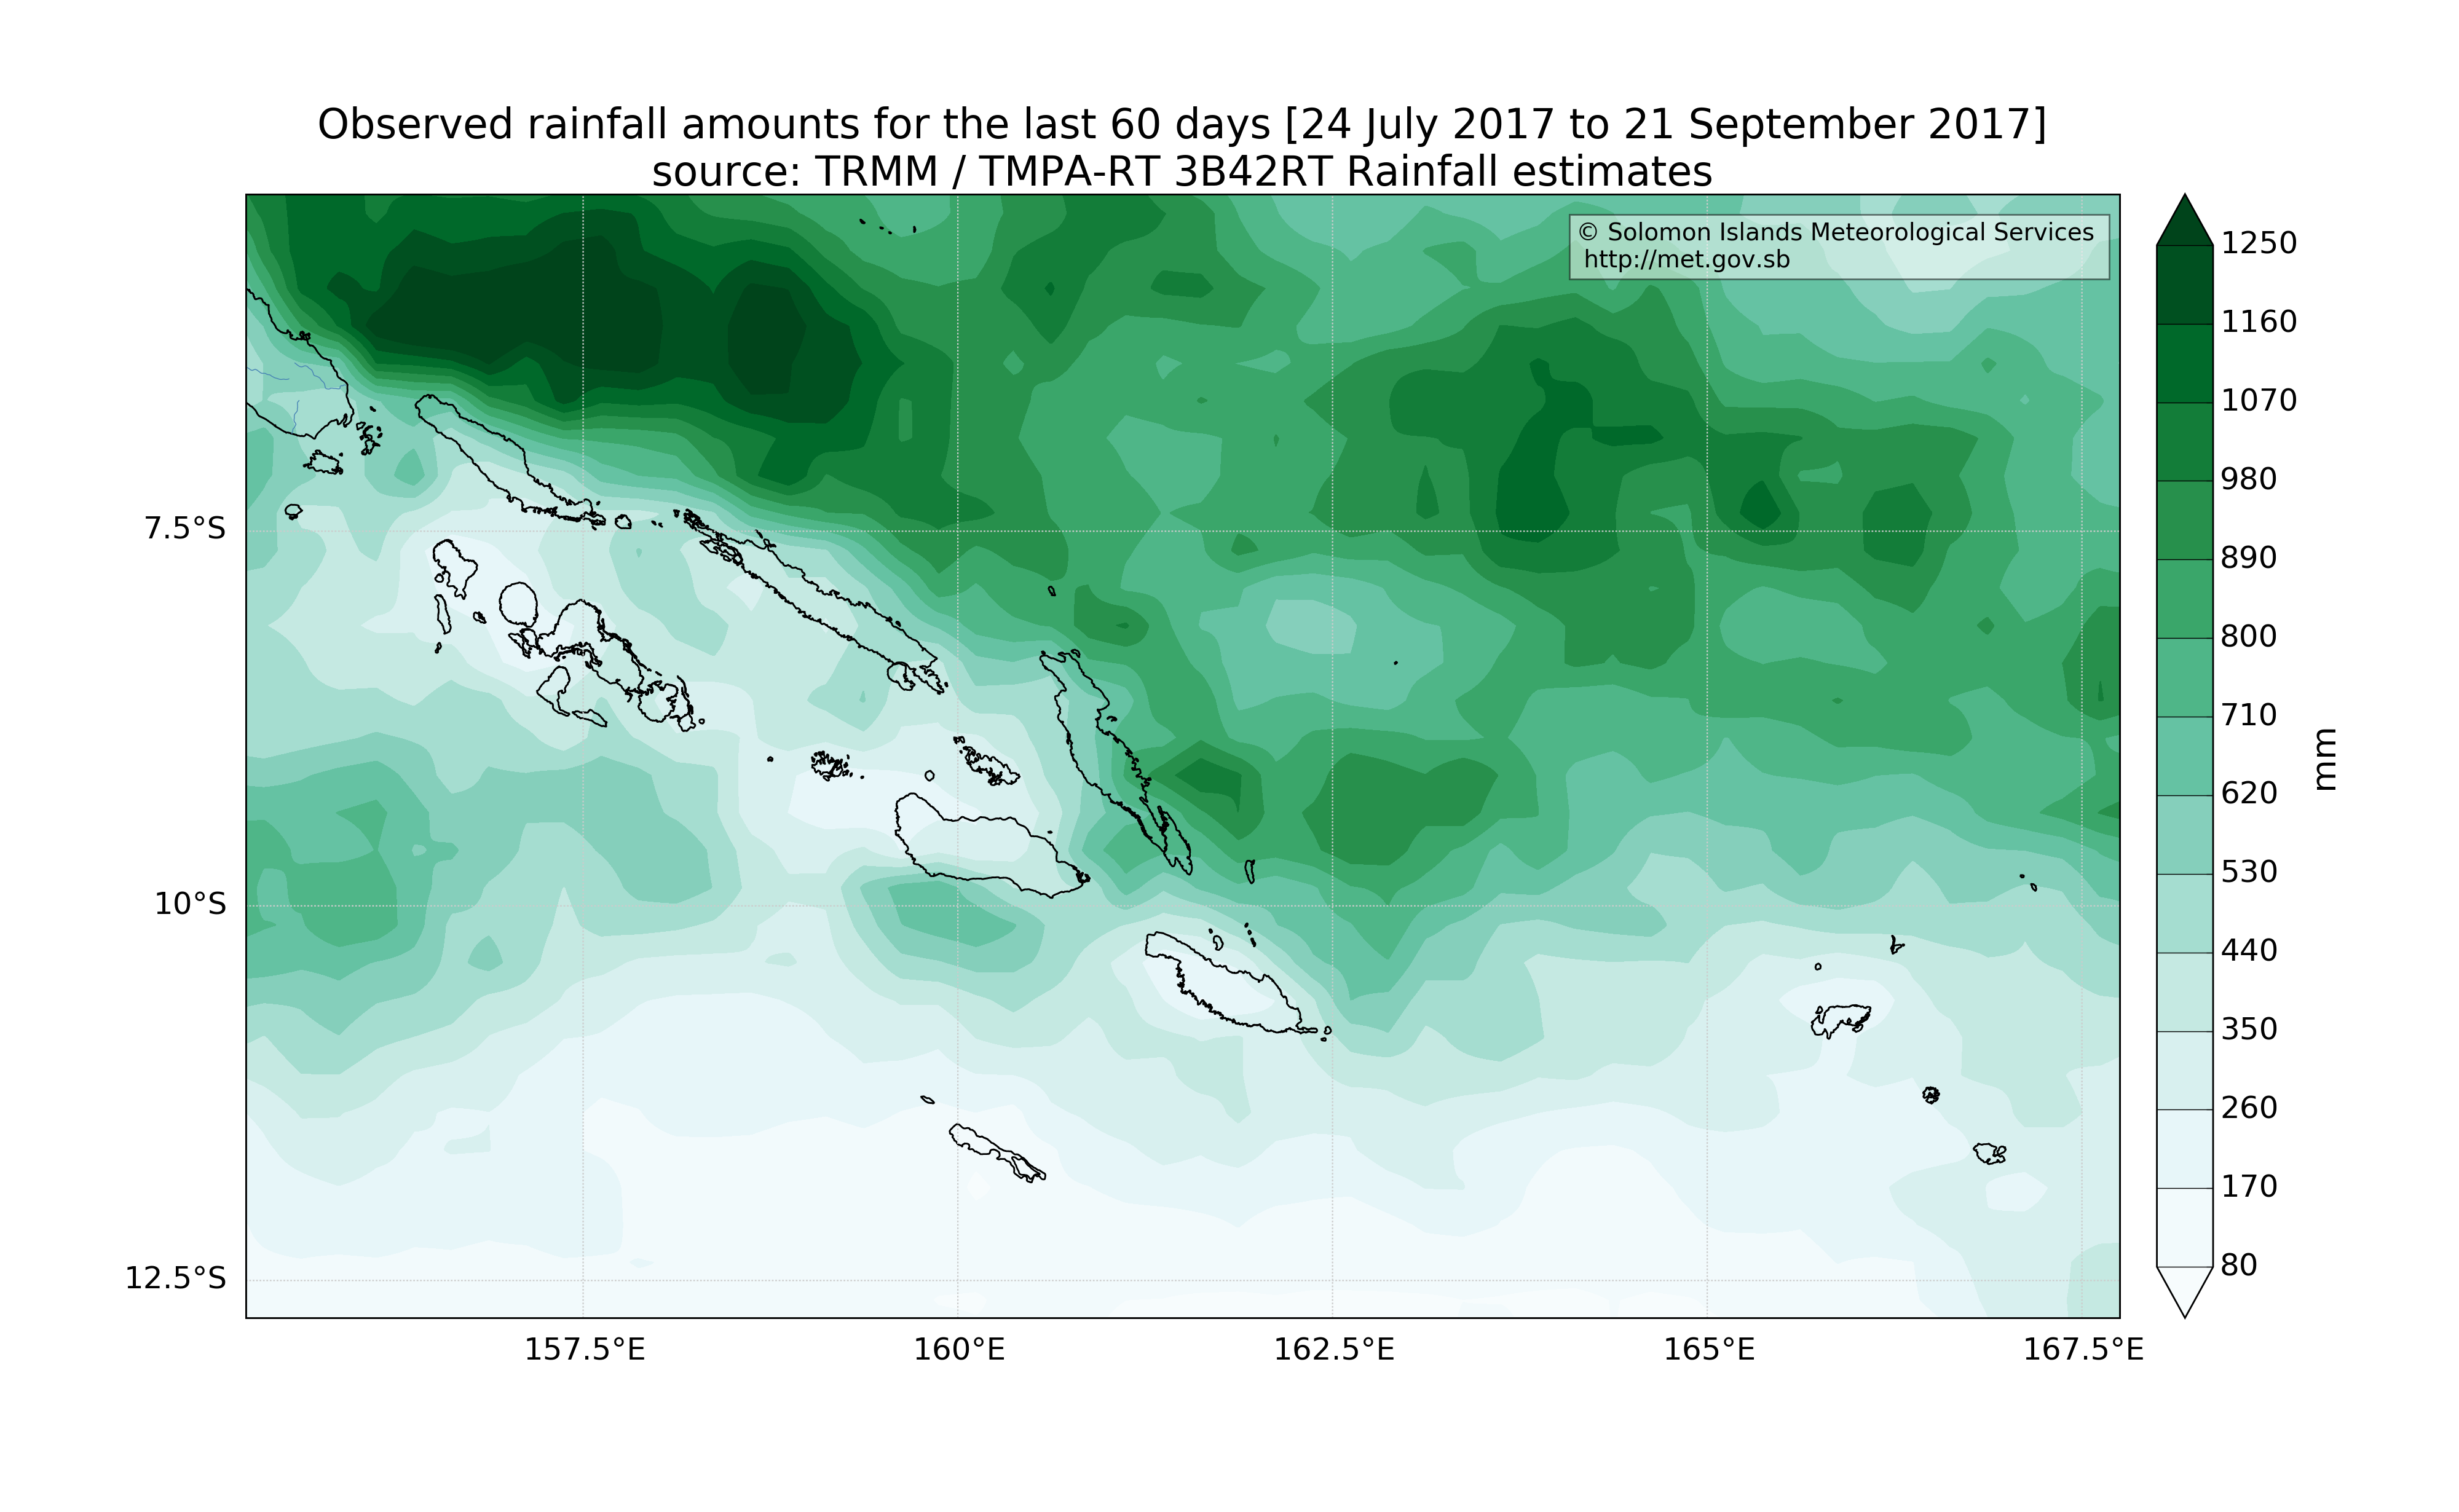 Observed rainfall amounts for the last 60 days [24 July 2017 to 21 September 2017]
source: TRMM / TMPA-RT 3B42RT Rainfall estimates
© Solomon Islands Meteorological Services
http://met.gov.sb
7.5°S
10°S
12.5°S
157.5°E
160°E
162.5°E
165°E
167.5°E
1250
1160
1070
980
890
800
710
620
530
440
350
260
170
80
mm